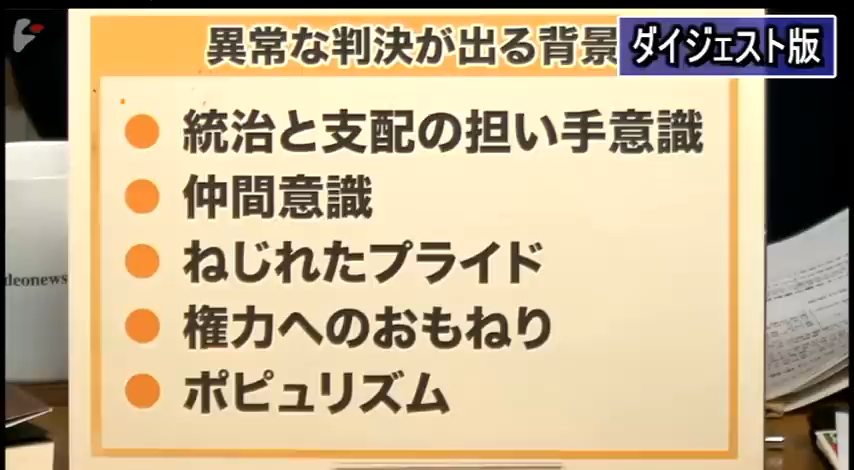 異常な判決が出る背景
ダイジェスト版
統治と支配の担い手意識
仲間意識
ねじれたプライド
権力へのおもねり
ポピュリズム
deonews